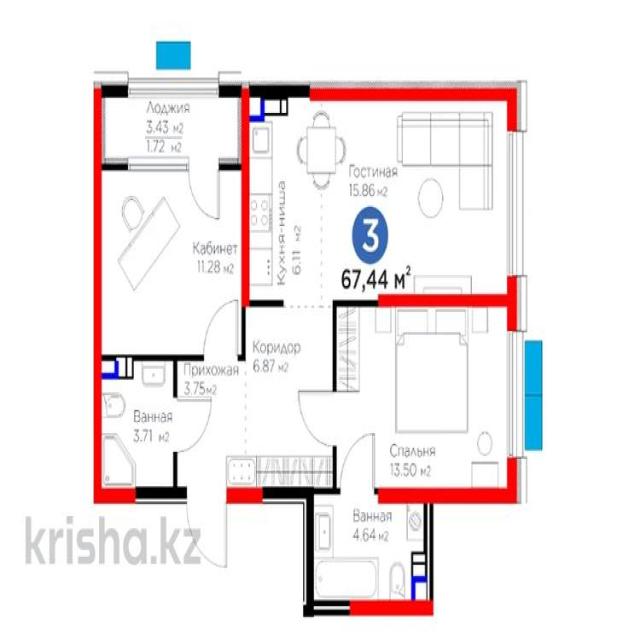 Лоджия
3.43 м2
1.72 м2
Гостиная
15.86 м2
Кухня-ниша
6.11 м2
3
67,44 м²
Кабинет
11.28 м2
Коридор
6.87 м2
Прихожая
3.75 м2
Ванная
3.71 м2
Спальня
13.50 м2
Ванная
4.64 м2
krisha.kz